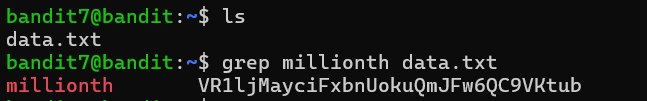 bandit7@bandit:~$ ls
data.txt
bandit7@bandit:~$ grep millionth data.txt
millionth VR1ljMayciFxbnUokuQmJFw6QC9VKtub